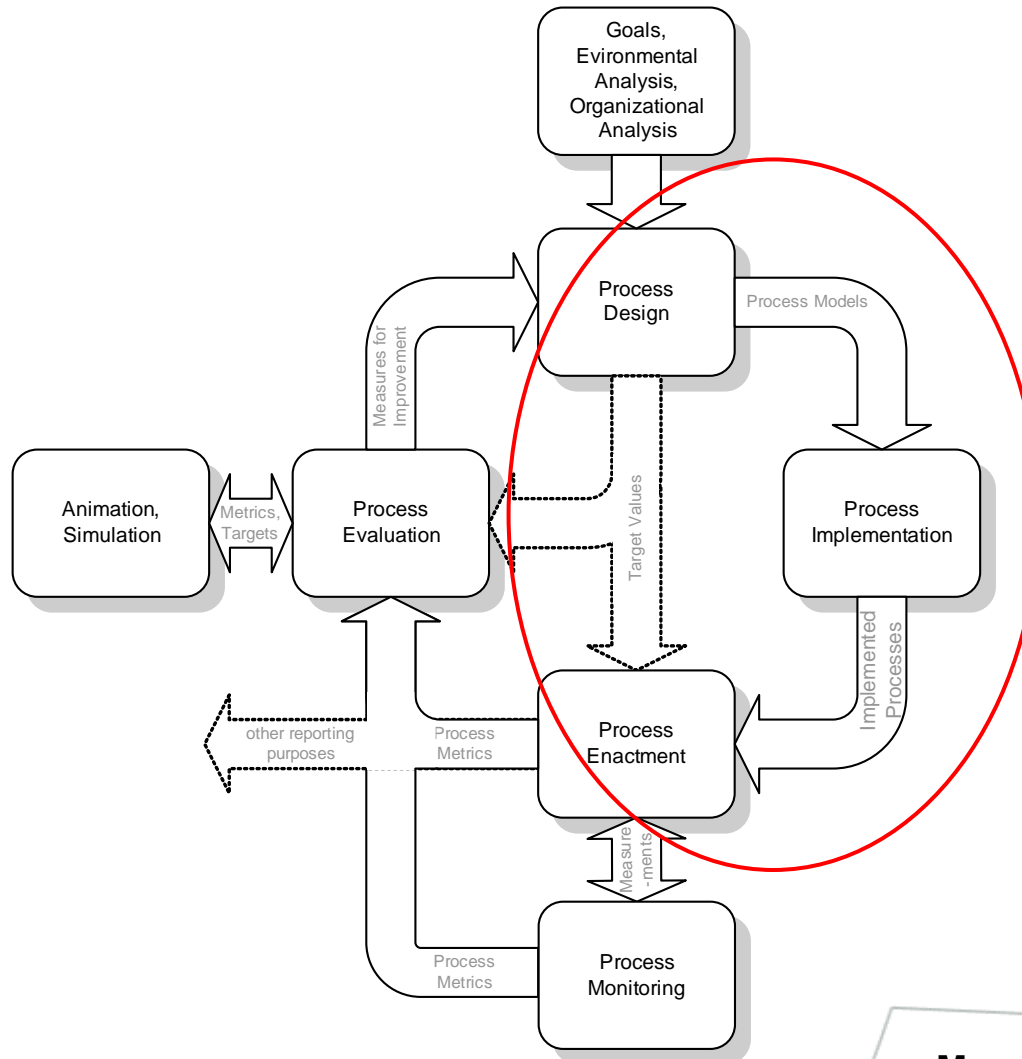 Goals,
Evironmental
Analysis,
Organizational
Analysis
Process
Design
Process Models
Measures for
Improvement
Animation,
Simulation
Metrics,
Targets
Process
Evaluation
Target Values
Process
Implementation
Implemented
Processes
other reporting
purposes
Process
Metrics
Process
Enactment
Measure
-ments
Process
Metrics
Process
Monitoring